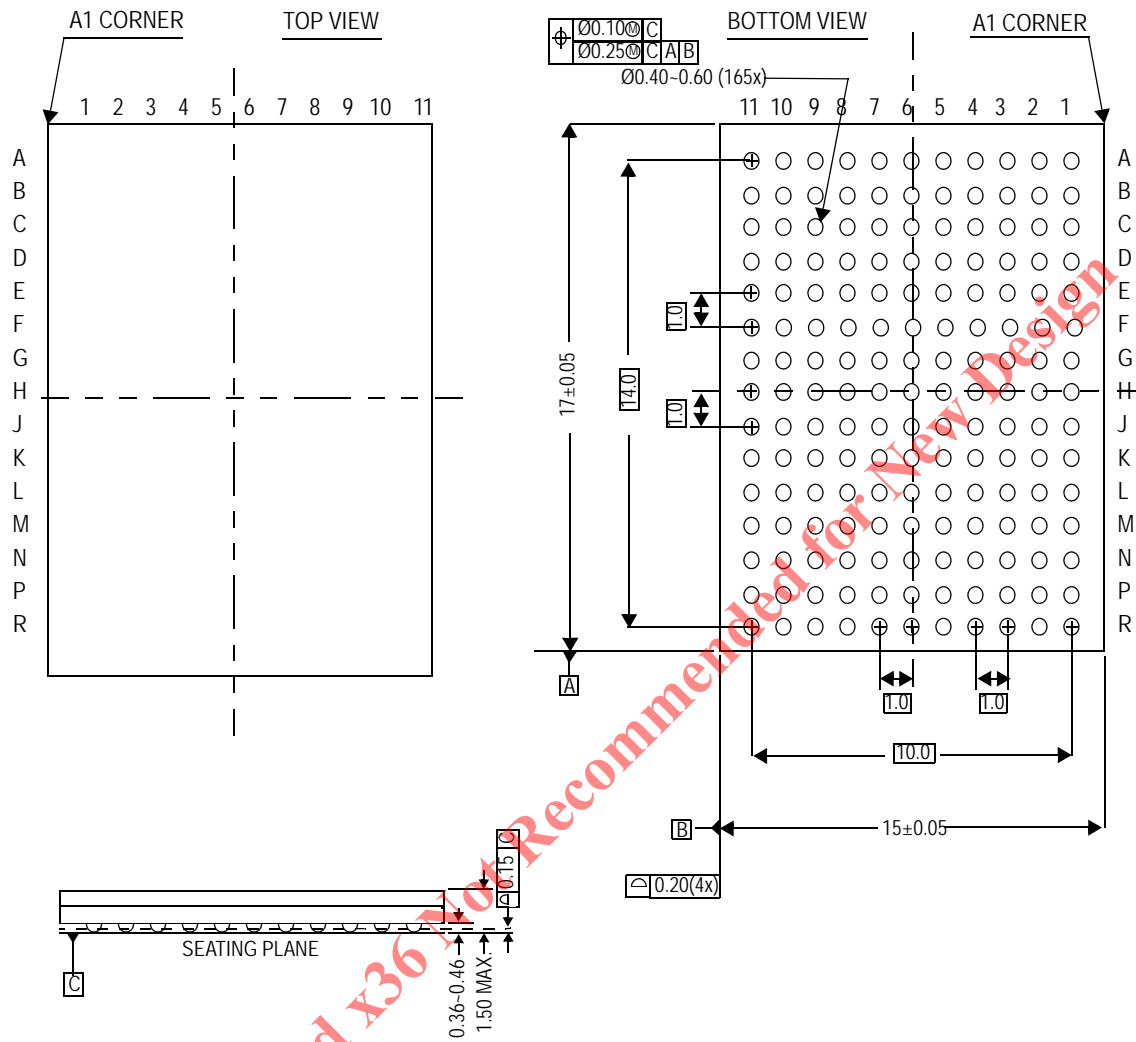 A1 CORNER
TOP VIEW
1 2 3 4 5 6 7 8 9 10 11
A
B
C
D
E
F
G
H
J
K
L
M
N
P
R
Ø0.10Ⓜ C
Ø0.25Ⓜ C A B
Ø0.40~0.60 (165x)
BOTTOM VIEW
A1 CORNER
11 10 9 8 7 6 5 4 3 2 1
A
B
C
D
E
F
G
H
J
K
L
M
N
P
R
17±0.05
14.0
1.0
1.0
A
1.0
1.0
10.0
B
15±0.05
0.20(4x)
0.15 C
SEATING PLANE
C
0.36~0.46
1.50 MAX.
d x36 Not Recommended for New Design